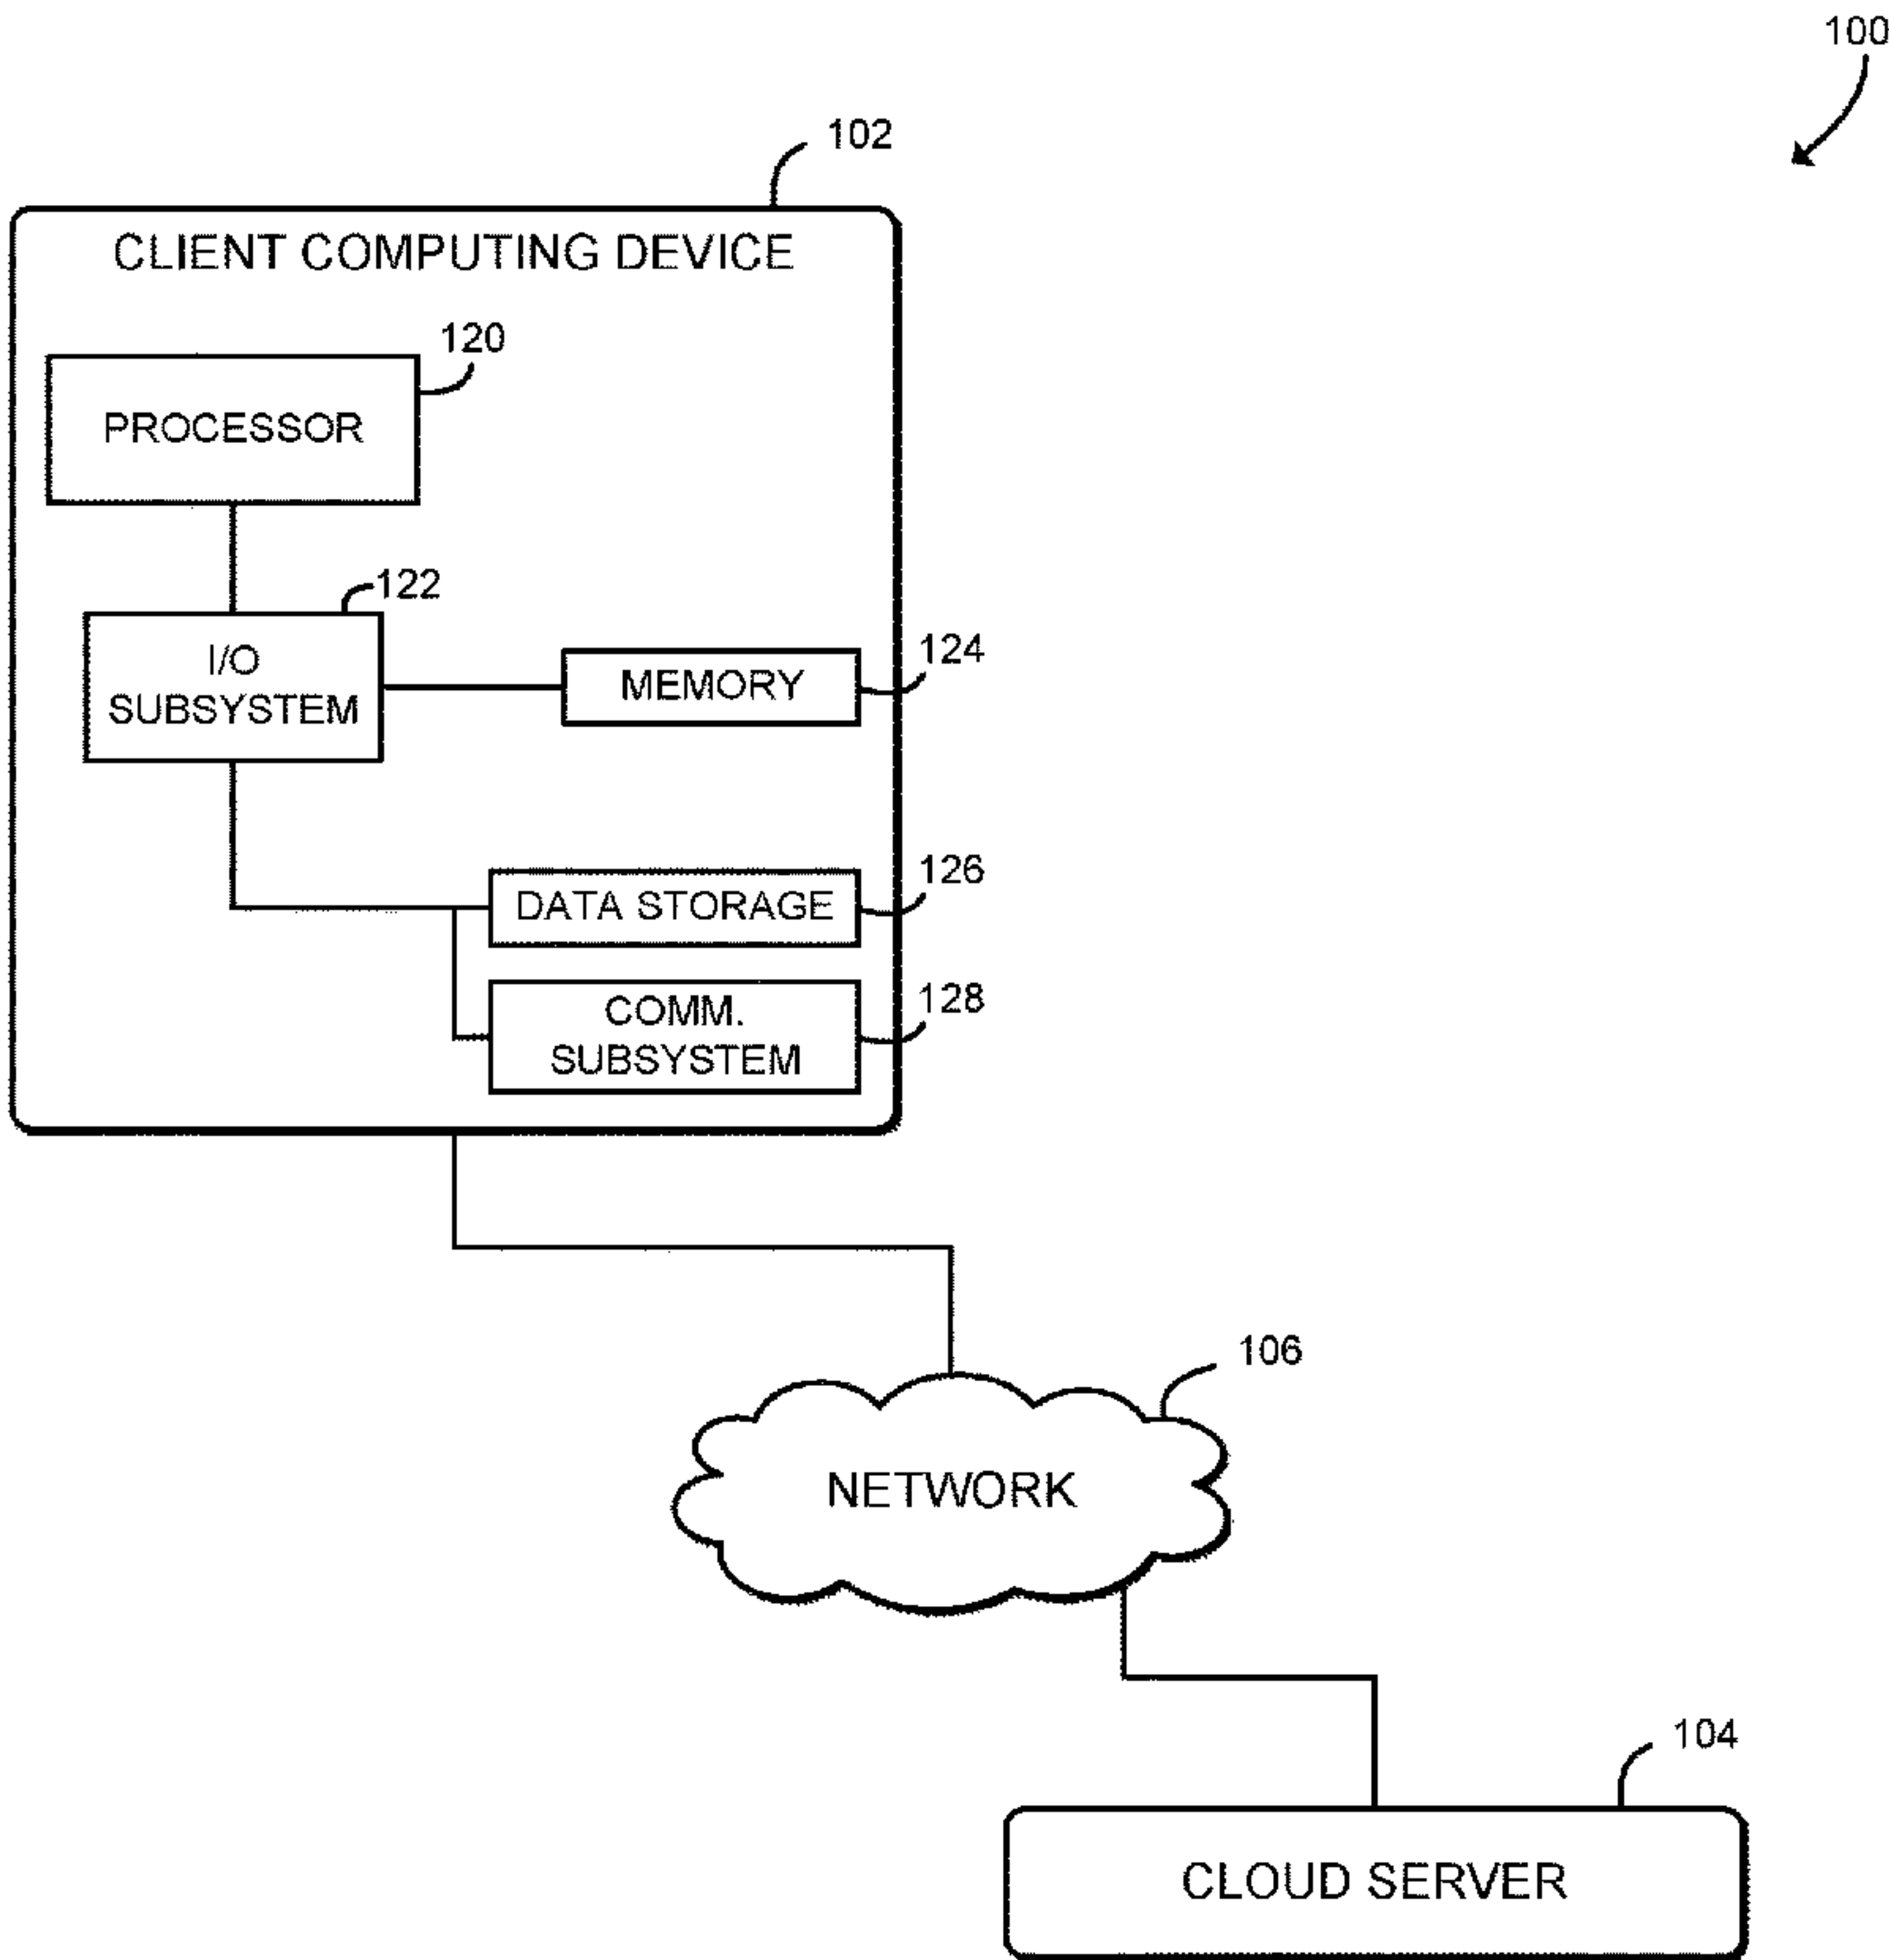 100
102
CLIENT COMPUTING DEVICE
120
PROCESSOR
122
I/O
SUBSYSTEM
124
MEMORY
126
DATA STORAGE
128
COMM.
SUBSYSTEM
106
NETWORK
104
CLOUD SERVER